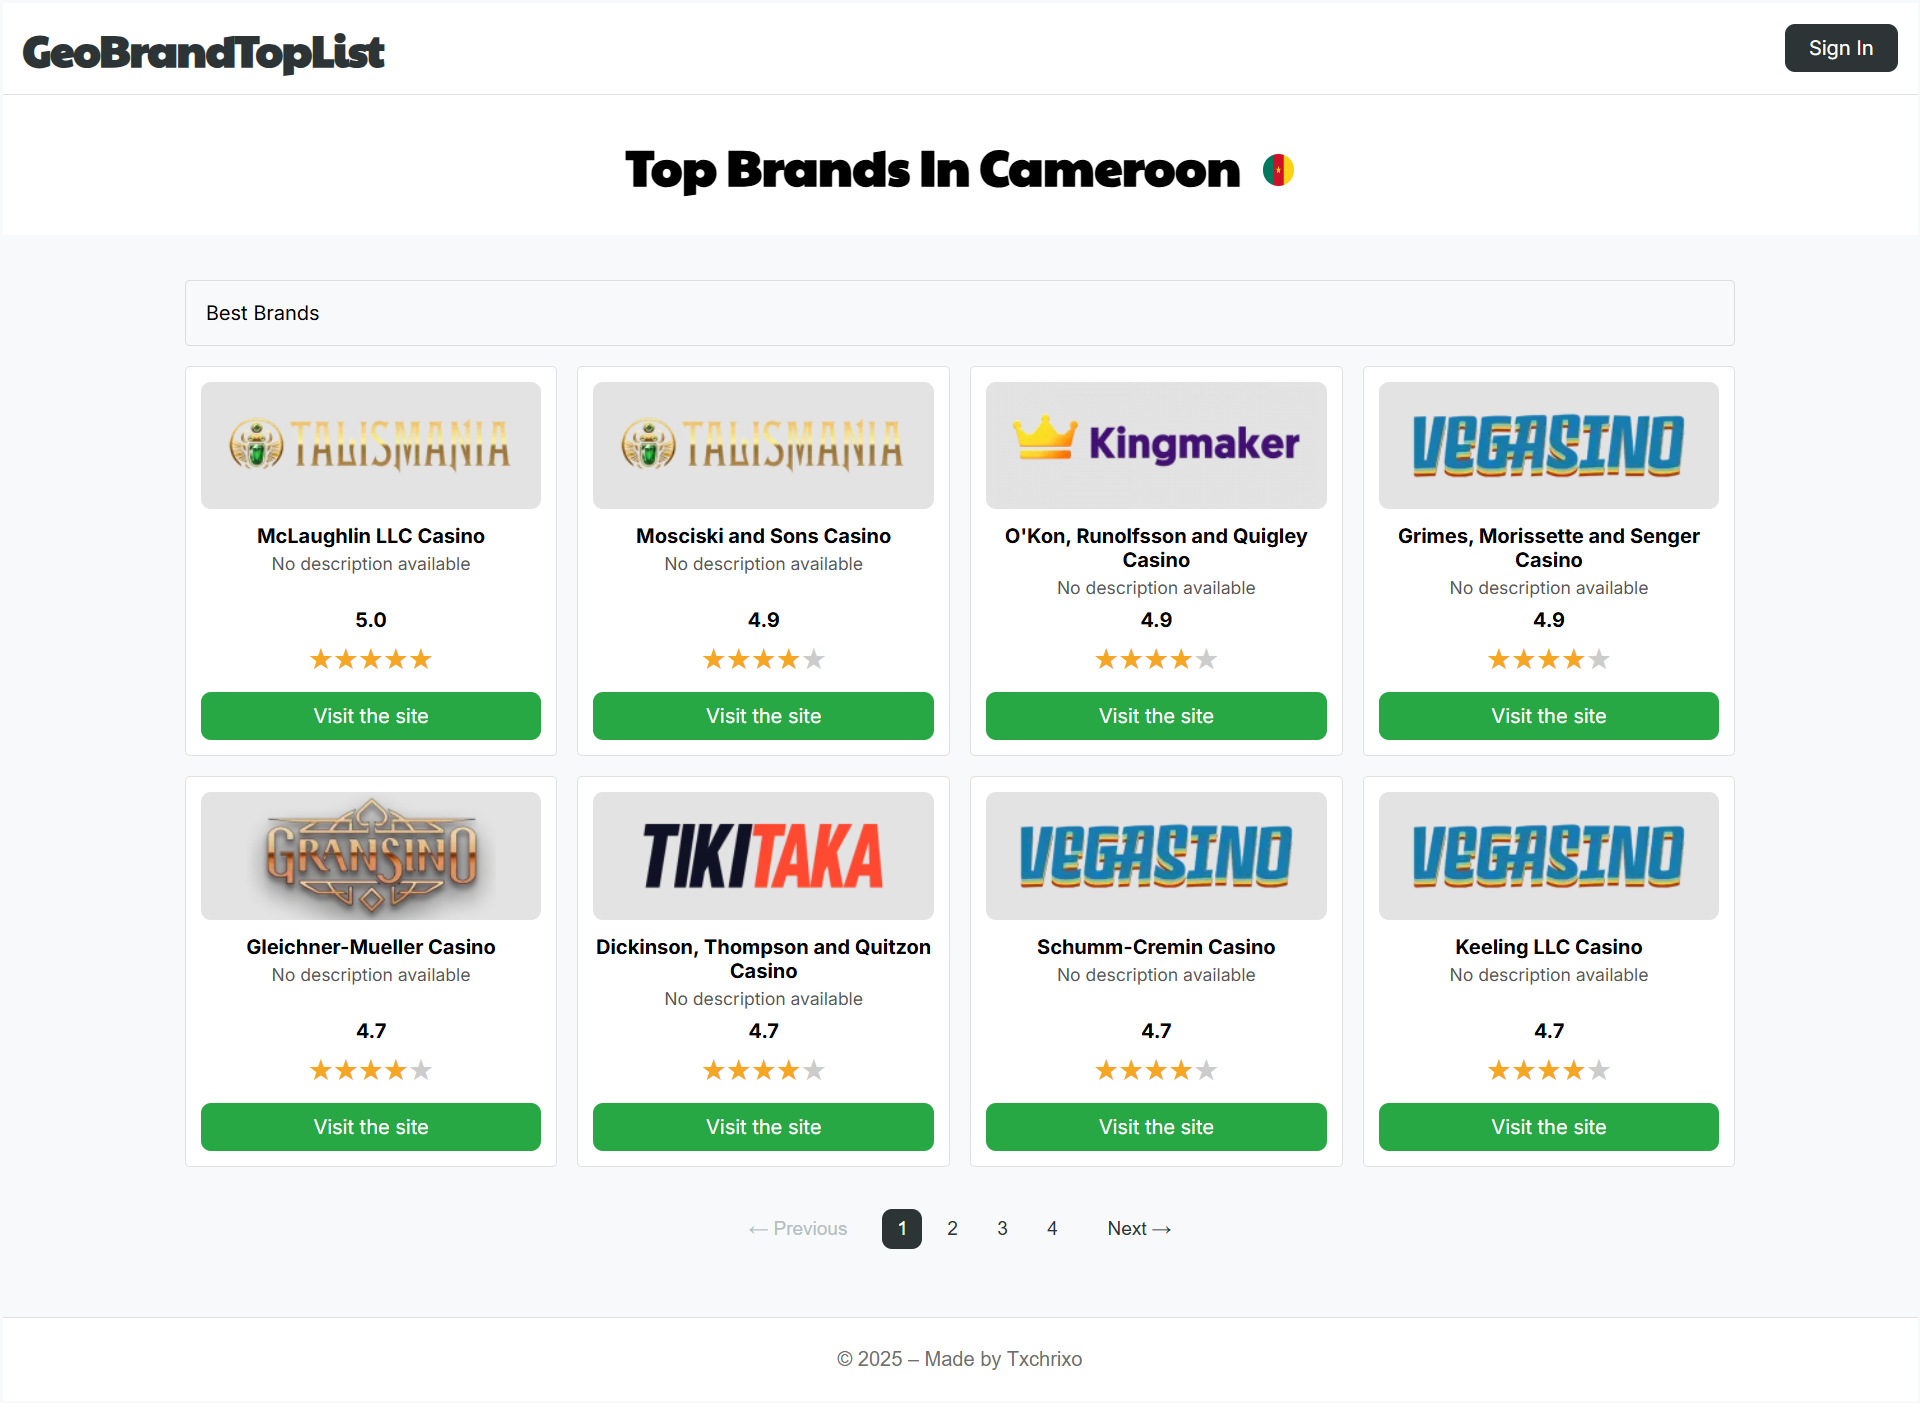 GeoBrandTopList
Sign In
Top Brands In Cameroon
Best Brands
TALISMANIA
McLaughlin LLC Casino
No description available
5.0
Visit the site
TALISMANIA
Mosciski and Sons Casino
No description available
4.9
Visit the site
Kingmaker
O'Kon, Runolfsson and Quigley
Casino
No description available
4.9
Visit the site
VEGASINO
Grimes, Morissette and Senger
Casino
No description available
4.9
Visit the site
GRANSINO
Gleichner-Mueller Casino
No description available
4.7
Visit the site
TIKITAKA
Dickinson, Thompson and Quitzon
Casino
No description available
4.7
Visit the site
VEGASINO
Schumm-Cremin Casino
No description available
4.7
Visit the site
VEGASINO
Keeling LLC Casino
No description available
4.7
Visit the site
← Previous 1 2 3 4 Next →
© 2025 – Made by Txchrixo